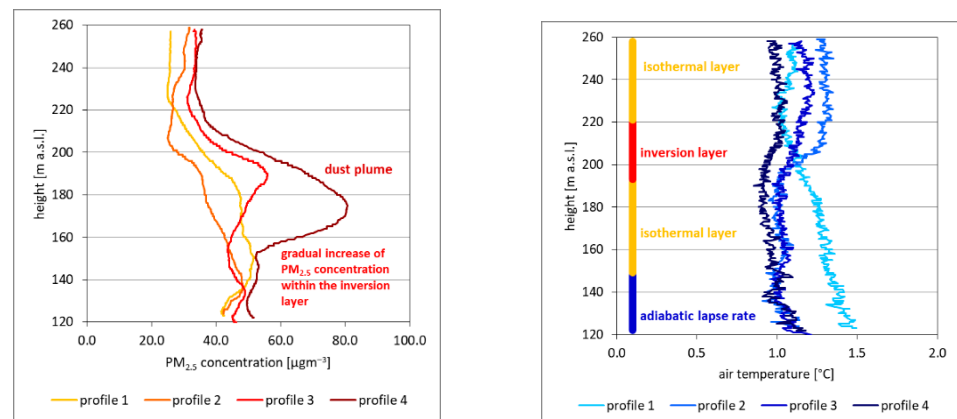 260
240
220
200
180
160
140
120
height [m a.s.l.]
dust plume
gradual increase of
PM2.5 concentration
within the inversion
layer
0.0 20.0 40.0 60.0 80.0 100.0
PM2.5 concentration [µgm⁻³]
profile 1 profile 2 profile 3 profile 4
260
240
220
200
180
160
140
120
height [m a.s.l.]
isothermal layer
inversion layer
isothermal layer
adiabatic lapse rate
0.0 0.5 1.0 1.5 2.0
air temperature [°C]
profile 1 profile 2 profile 3 profile 4